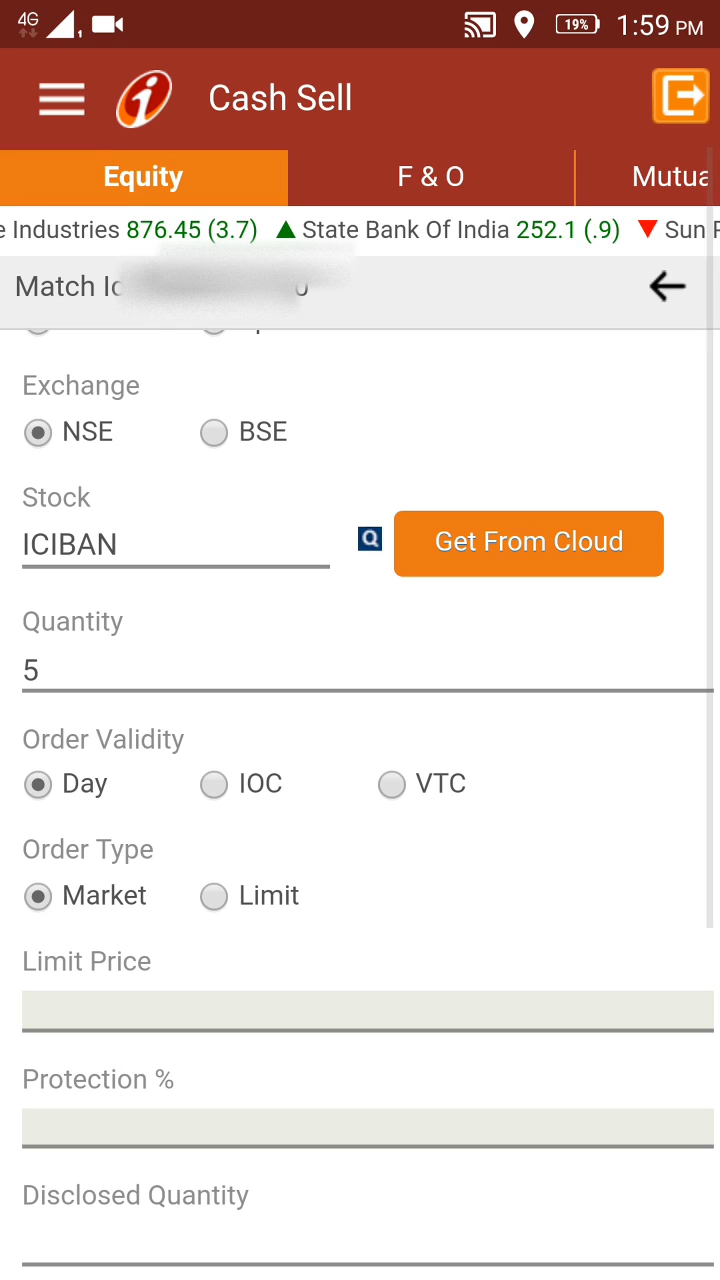 4G 1 19% 1:59 PM
Cash Sell
Equity F & O Mutua
e Industries 876.45 (3.7) State Bank Of India 252.1 (.9) Sun
Match
Exchange
NSE BSE
Stock
ICIBAN Q Get From Cloud
Quantity
5
Order Validity
Day IOC VTC
Order Type
Market Limit
Limit Price
Protection %
Disclosed Quantity